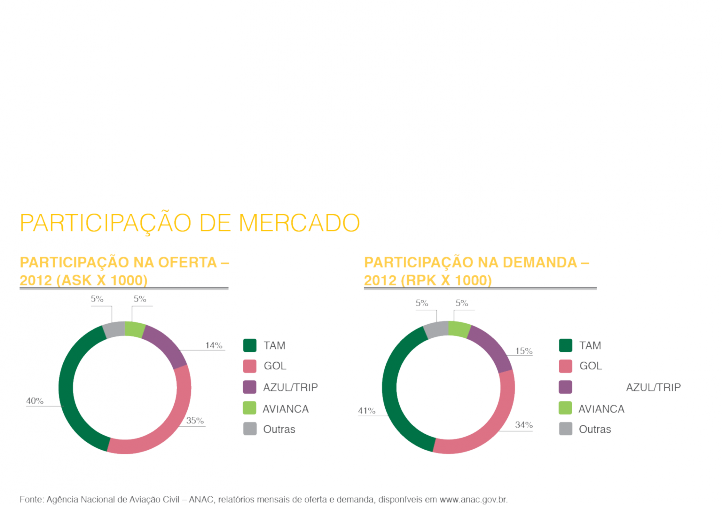 PARTICIPAÇÃO DE MERCADO
PARTICIPAÇÃO NA OFERTA –
2012 (ASK X 1000)
5%
5%
14%
40%
35%
TAM
GOL
AZUL/TRIP
AVIANCA
Outras
PARTICIPAÇÃO NA DEMANDA –
2012 (RPK X 1000)
5%
5%
15%
41%
34%
TAM
GOL
AZUL/TRIP
AVIANCA
Outras
Fonte: Agência Nacional de Aviação Civil – ANAC, relatórios mensais de oferta e demanda, disponíveis em www.anac.gov.br.